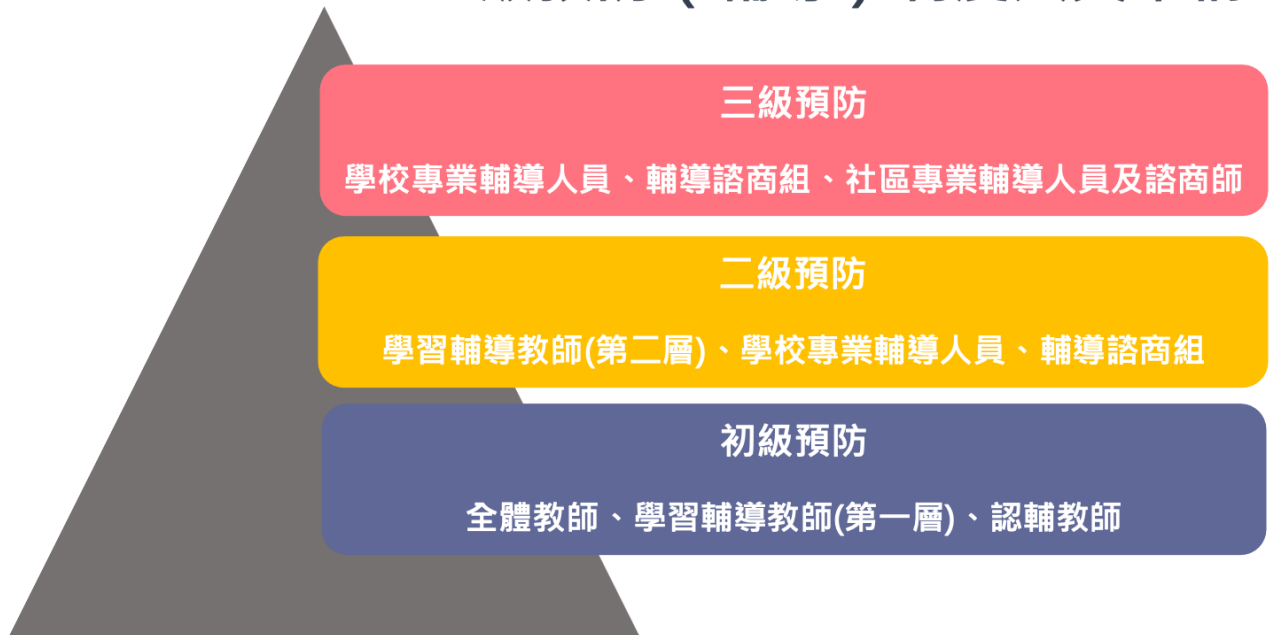 三級預防
學校專業輔導人員、輔導諮商組、社區專業輔導人員及諮商師
二級預防
學習輔導教師(第二層)、學校專業輔導人員、輔導諮商組
初級預防
全體教師、學習輔導教師(第一層)、認輔教師